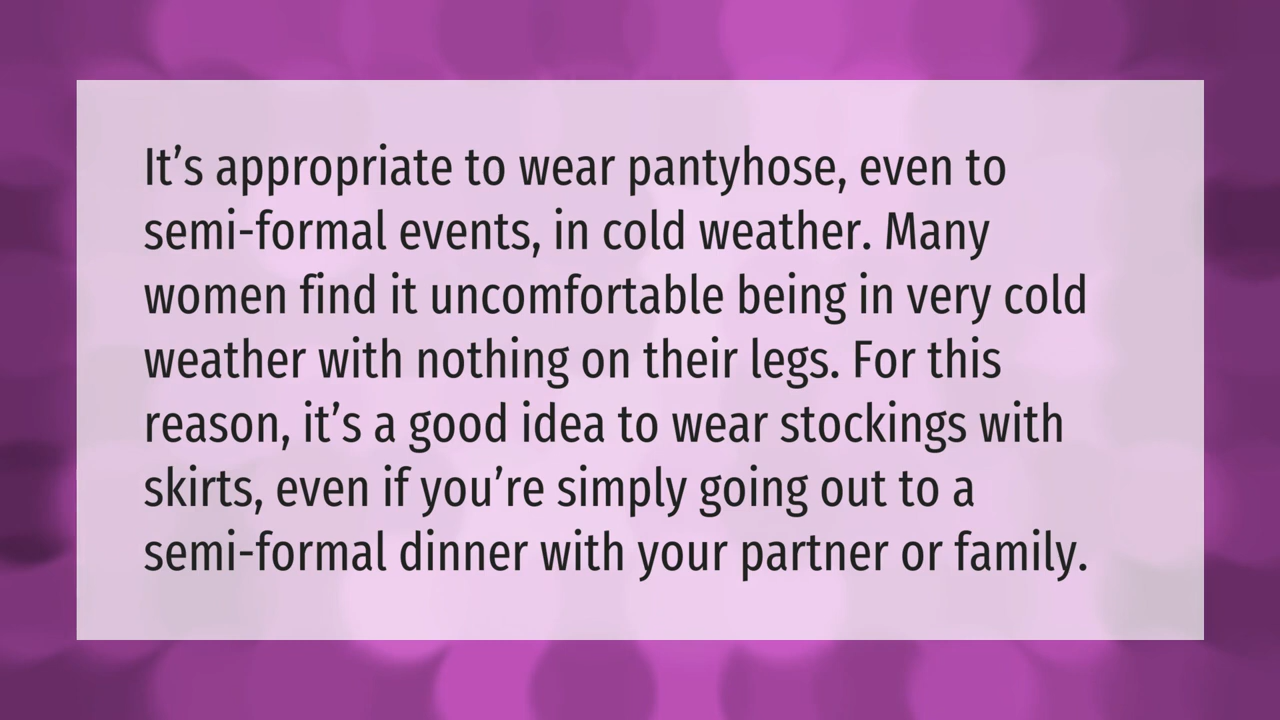 It’s appropriate to wear pantyhose, even to
semi-formal events, in cold weather. Many
women find it uncomfortable being in very cold
weather with nothing on their legs. For this
reason, it’s a good idea to wear stockings with
skirts, even if you’re simply going out to a
semi-formal dinner with your partner or family.